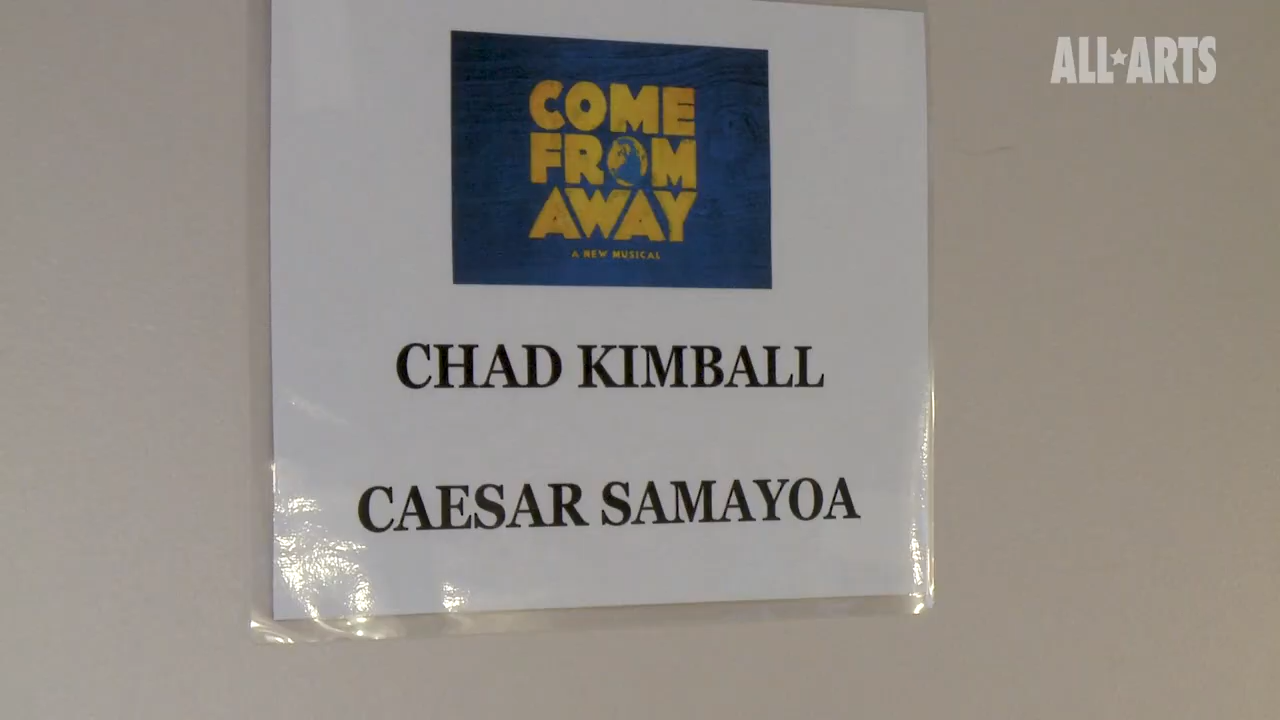 ALL★ARTS
COME
FROM
AWAY
A NEW MUSICAL
CHAD KIMBALL
CAESAR SAMAYOA